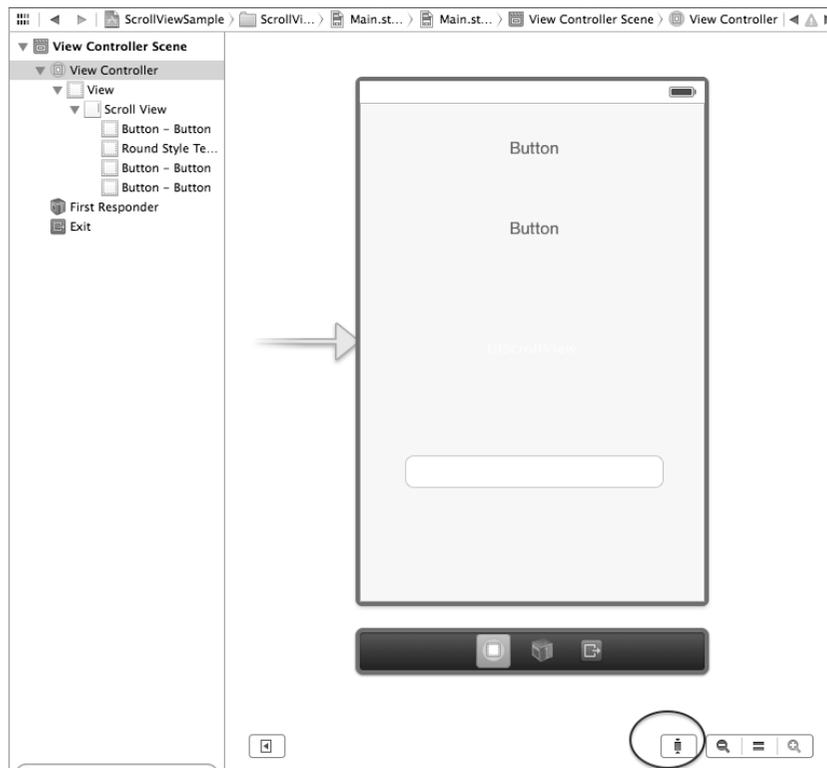 ScrollViewSample ScrollVi... Main.st... Main.st... View Controller Scene View Controller
View Controller Scene
View Controller
View
Scroll View
Button - Button
Round Style Te...
Button - Button
Button - Button
First Responder
Exit
Button
Button
UIScrollView